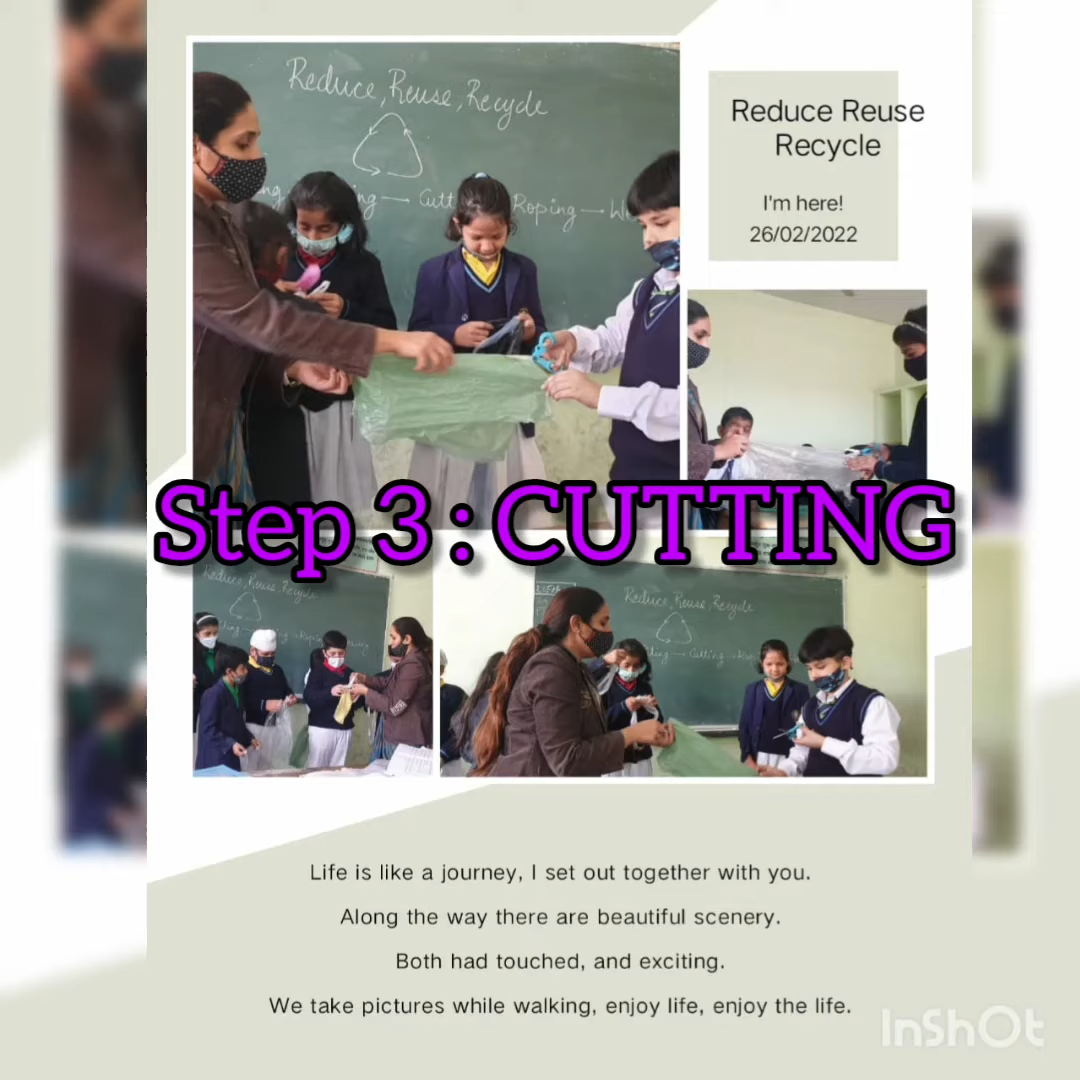 Reduce, Reuse, Recycle
Cutt
Roping
Reduce Reuse
Recycle
I'm here!
26/02/2022
Step 3 : CUTTING
Reduce, Reuse, Recycle
Reduce, Reuse, Recycle
Cutting
Life is like a journey, I set out together with you.
Along the way there are beautiful scenery.
Both had touched, and exciting.
We take pictures while walking, enjoy life, enjoy the life.
InShOt